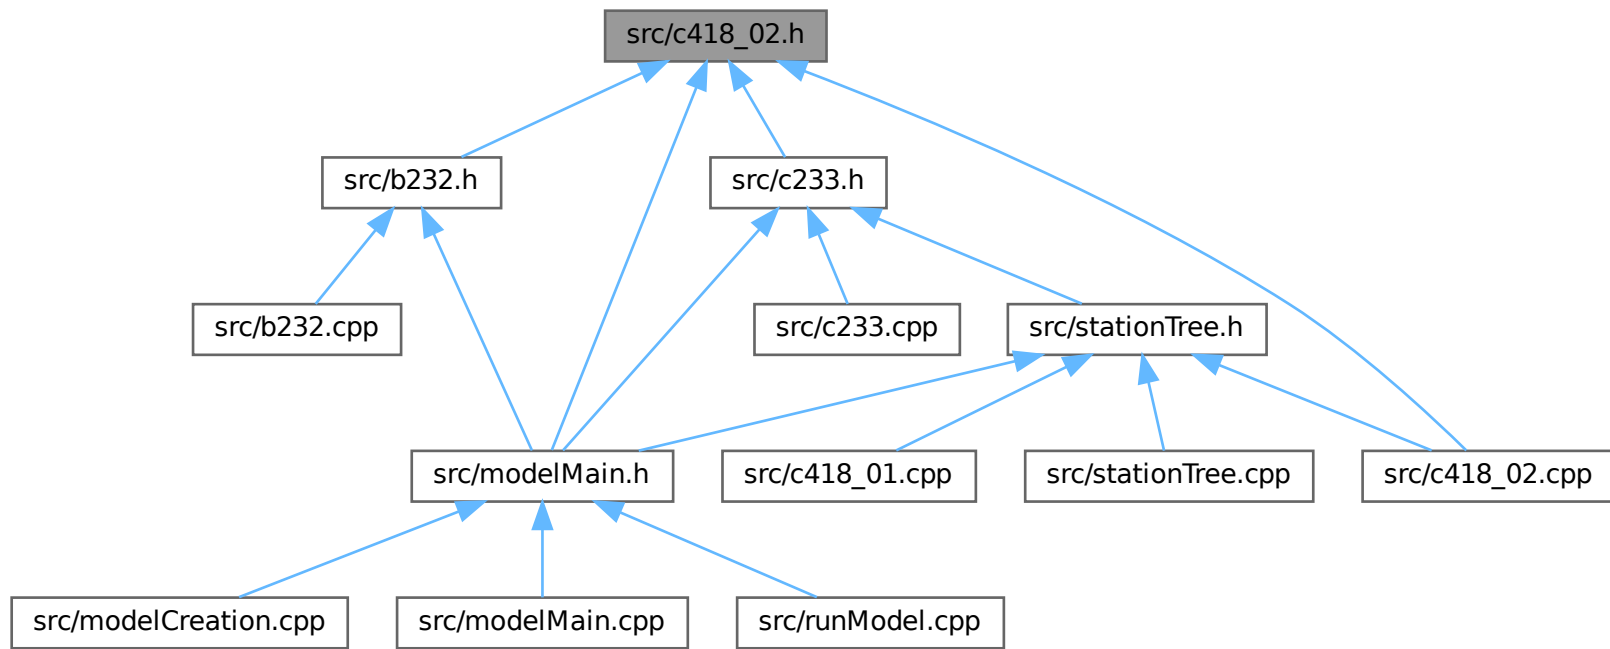 src/c418_02.h
src/b232.h
src/c233.h
src/b232.cpp
src/c233.cpp
src/stationTree.h
src/modelMain.h
src/c418_01.cpp
src/stationTree.cpp
src/c418_02.cpp
src/modelCreation.cpp
src/modelMain.cpp
src/runModel.cpp